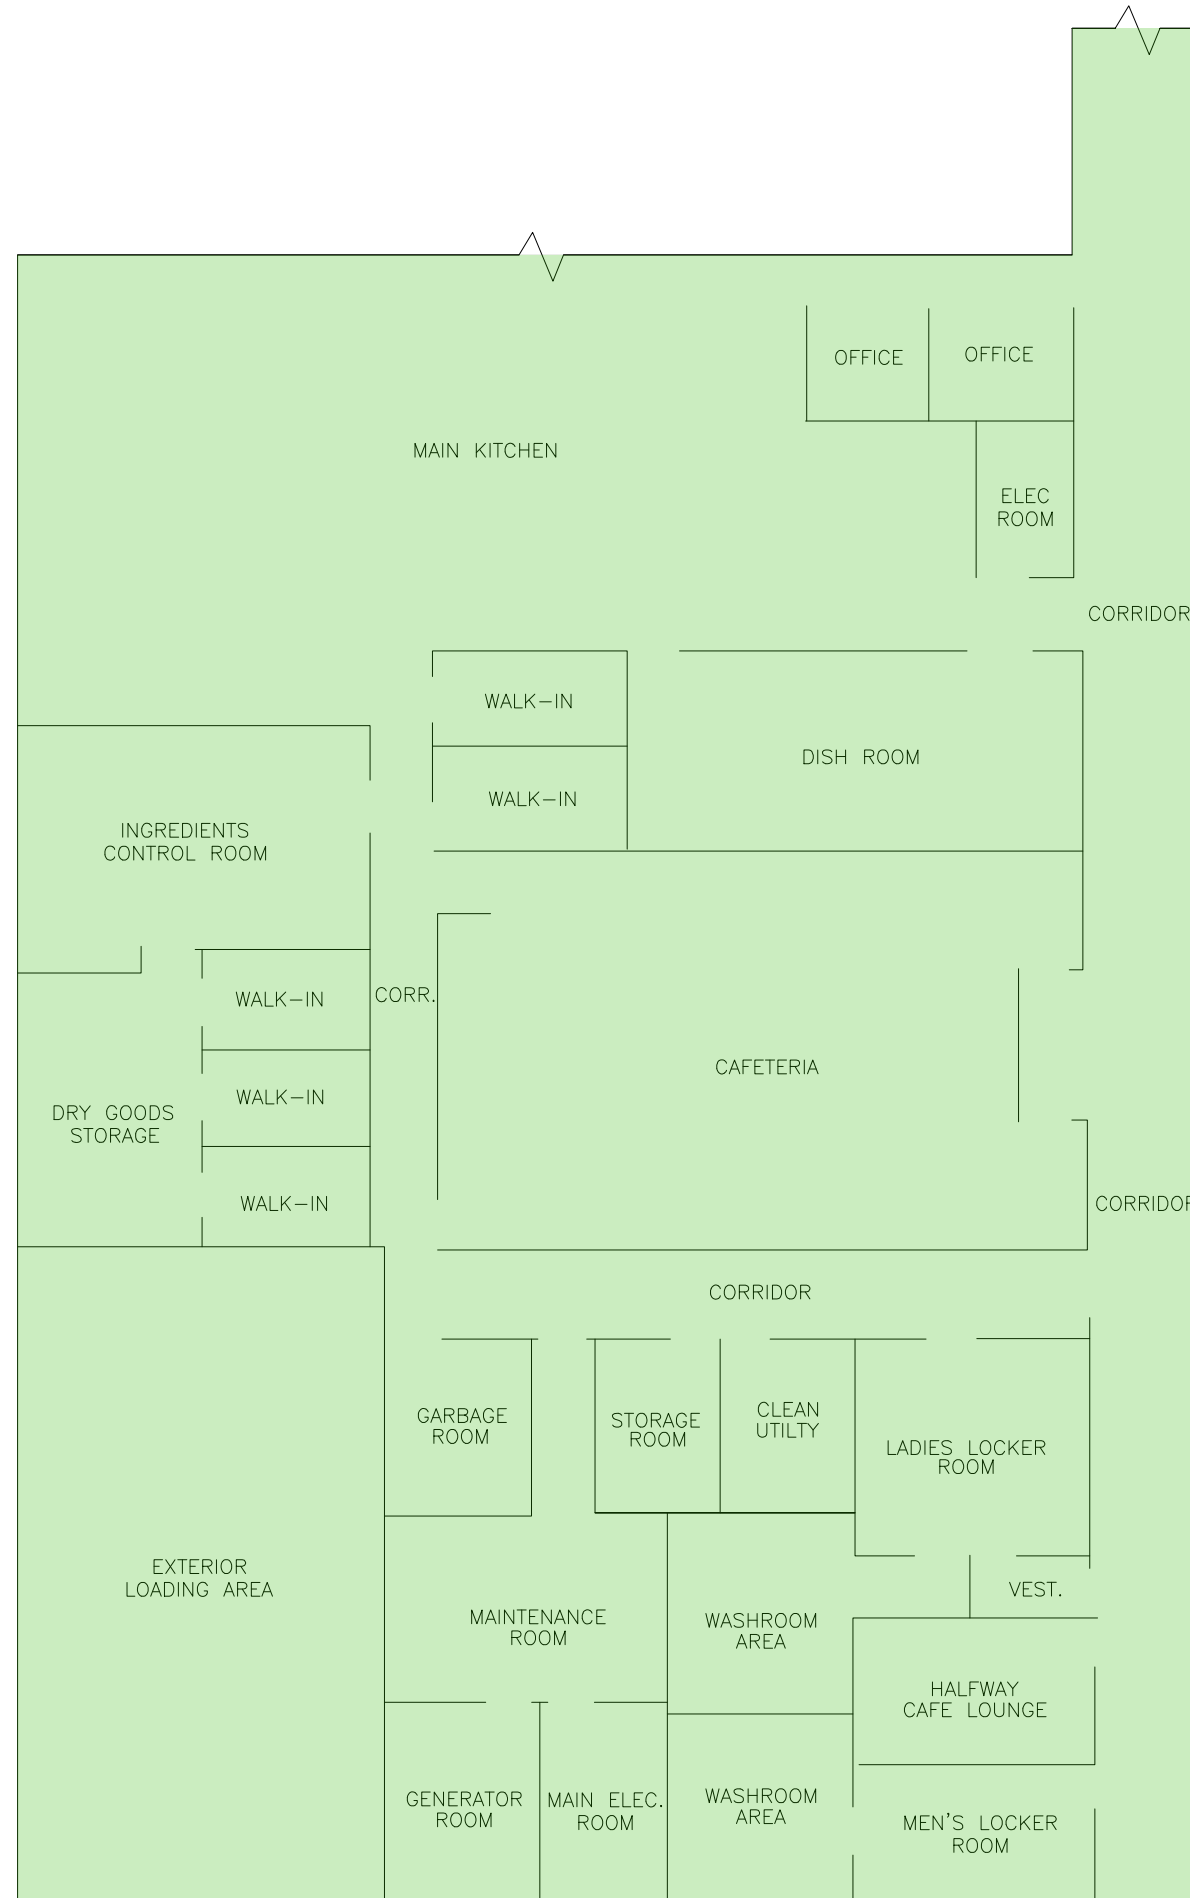 OFFICE
OFFICE
MAIN KITCHEN
ELEC
ROOM
CORRIDOR
WALK-IN
DISH ROOM
WALK-IN
INGREDIENTS
CONTROL ROOM
WALK-IN
CORR.
CAFETERIA
WALK-IN
DRY GOODS
STORAGE
WALK-IN
CORRIDOR
CORRIDOR
GARBAGE
ROOM
STORAGE
ROOM
CLEAN
UTILTY
LADIES LOCKER
ROOM
EXTERIOR
LOADING AREA
VEST.
MAINTENANCE
ROOM
WASHROOM
AREA
HALFWAY
CAFE LOUNGE
GENERATOR
ROOM
MAIN ELEC.
ROOM
WASHROOM
AREA
MEN'S LOCKER
ROOM